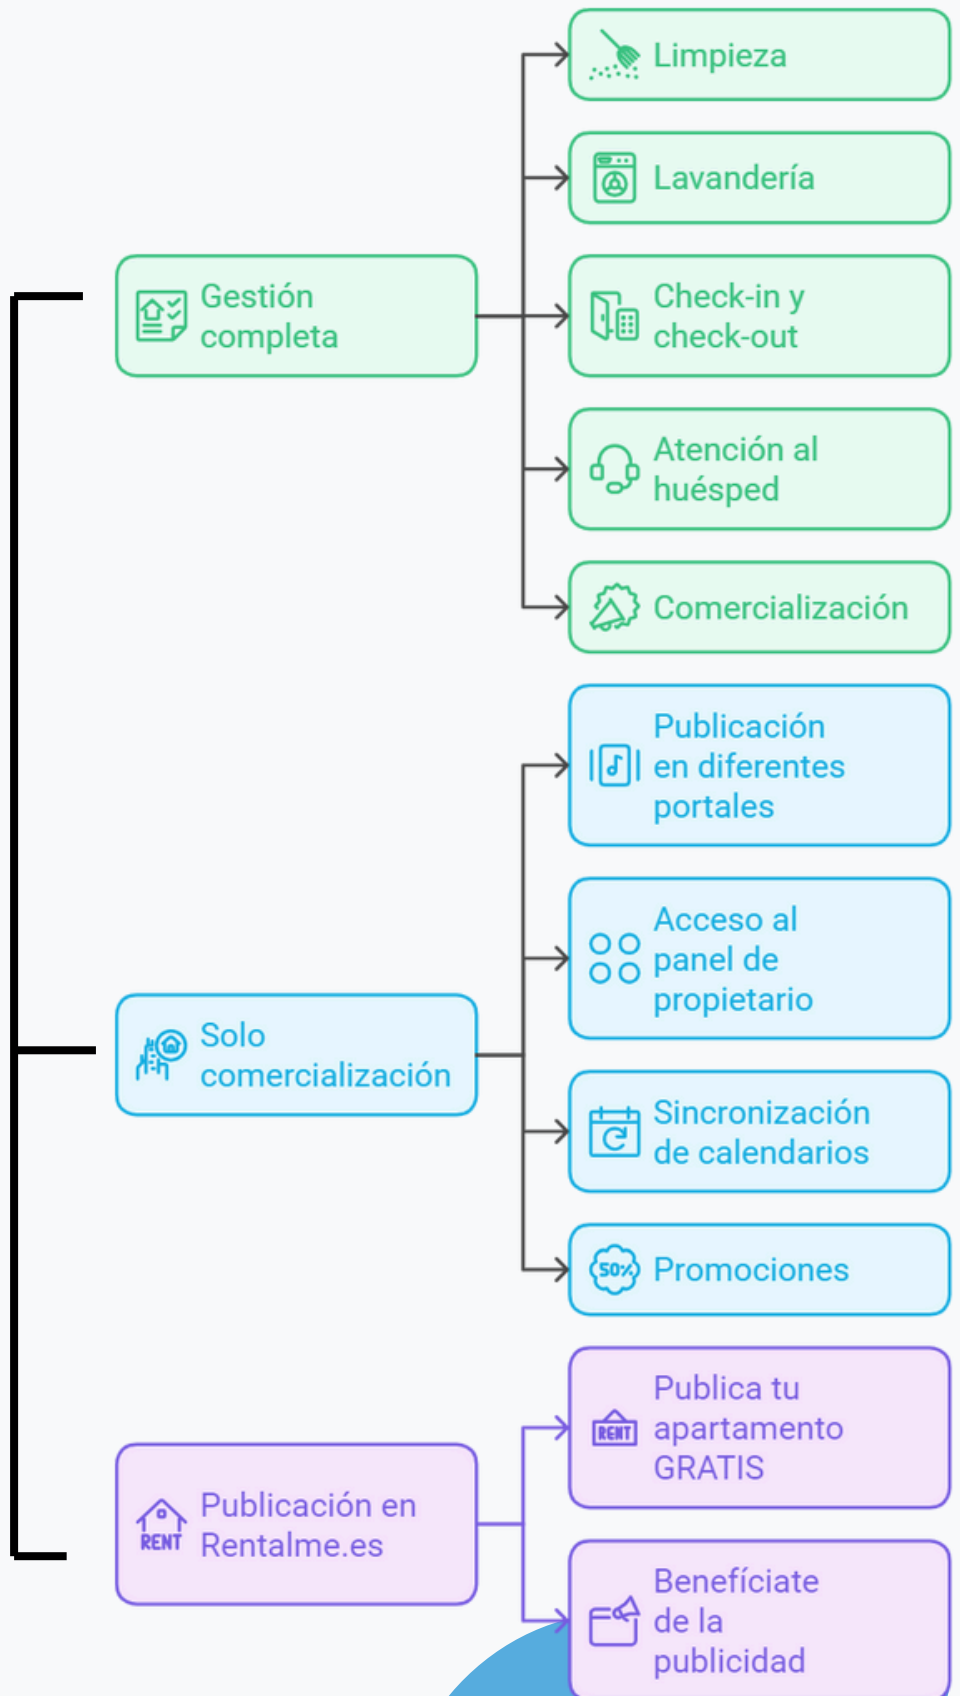 Limpieza
Lavandería
Gestión
completa
Check-in y
check-out
Atención al
huésped
Comercialización
Publicación
en diferentes
portales
Acceso al
panel de
propietario
Solo
comercialización
Sincronización
de calendarios
50%
Promociones
Publica tu
apartamento
GRATIS
RENT
Publicación en
Rentalme.es
RENT
Benefíciate
de la
publicidad